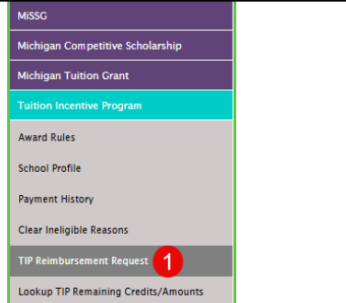 MiSSG
Michigan Competitive Scholarship
Michigan Tuition Grant
Tuition Incentive Program
Award Rules
School Profile
Payment History
Clear Ineligible Reasons
TIP Reimbursement Request 1
Lookup TIP Remaining Credits/Amounts